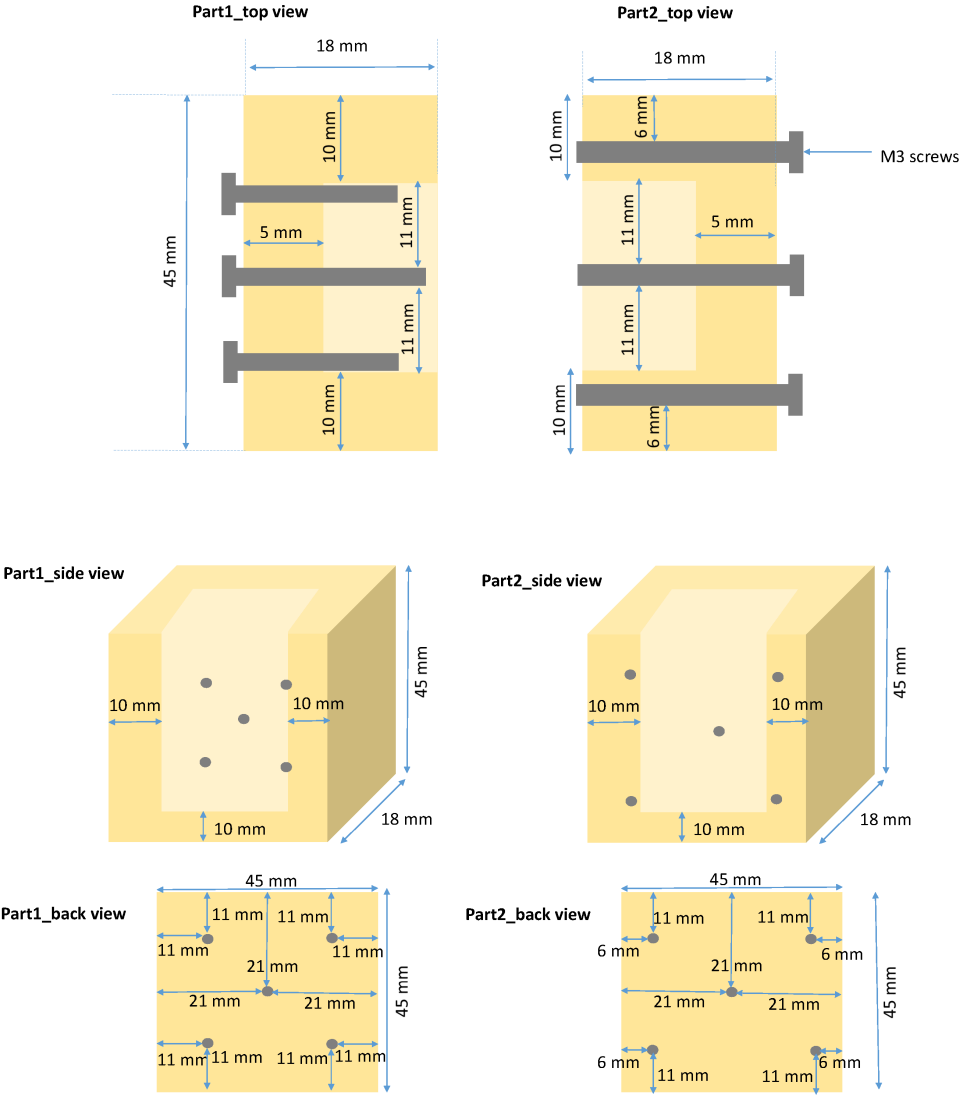 Part1_top view
Part2_top view
18 mm
18 mm
10 mm
10 mm
6 mm
M3 screws
45 mm
5 mm
11 mm
11 mm
5 mm
11 mm
11 mm
10 mm
10 mm
6 mm
Part1_side view
Part2_side view
10 mm
10 mm
45 mm
10 mm
10 mm
45 mm
10 mm
18 mm
10 mm
18 mm
45 mm
45 mm
Part1_back view
11 mm
11 mm
Part2_back view
11 mm
11 mm
11 mm
11 mm
6 mm
6 mm
21 mm
21 mm
21 mm
21 mm
45 mm
21 mm
21 mm
45 mm
11 mm
11 mm
11 mm
11 mm
6 mm
6 mm
11 mm
11 mm